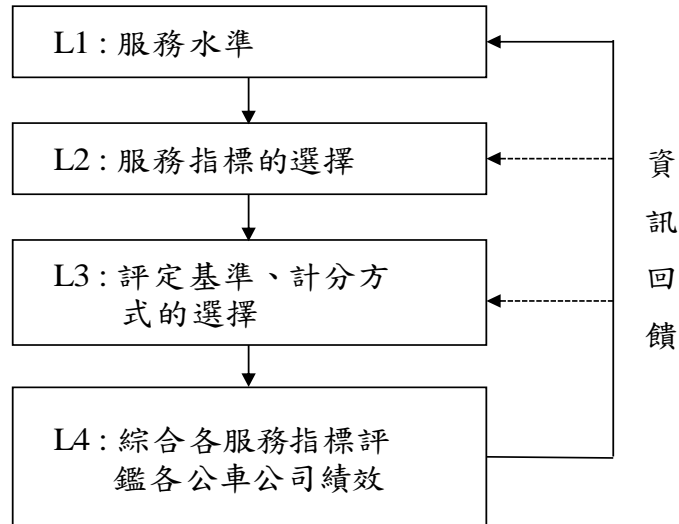 L1 : 服務水準
L2 : 服務指標的選擇
L3 : 評定基準、計分方
式的選擇
L4 : 綜合各服務指標評
鑑各公車公司績效
資
訊
回
饋